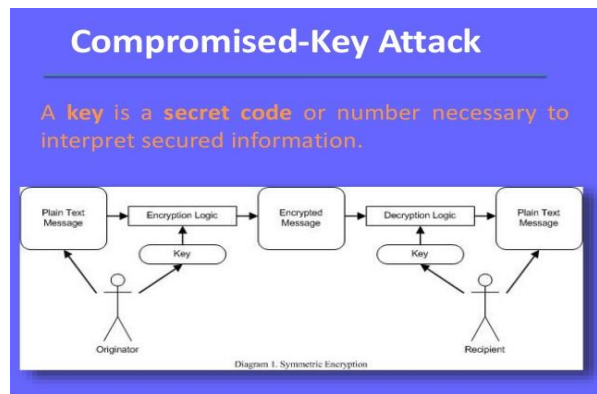 Compromised-Key Attack
A key is a secret code or number necessary to
interpret secured information.
Plain Text
Message
Encryption Logic
Encrypted
Message
Decryption Logic
Plain Text
Message
Key
Key
Originator
Recipient
Diagram 1. Symmetric Encryption